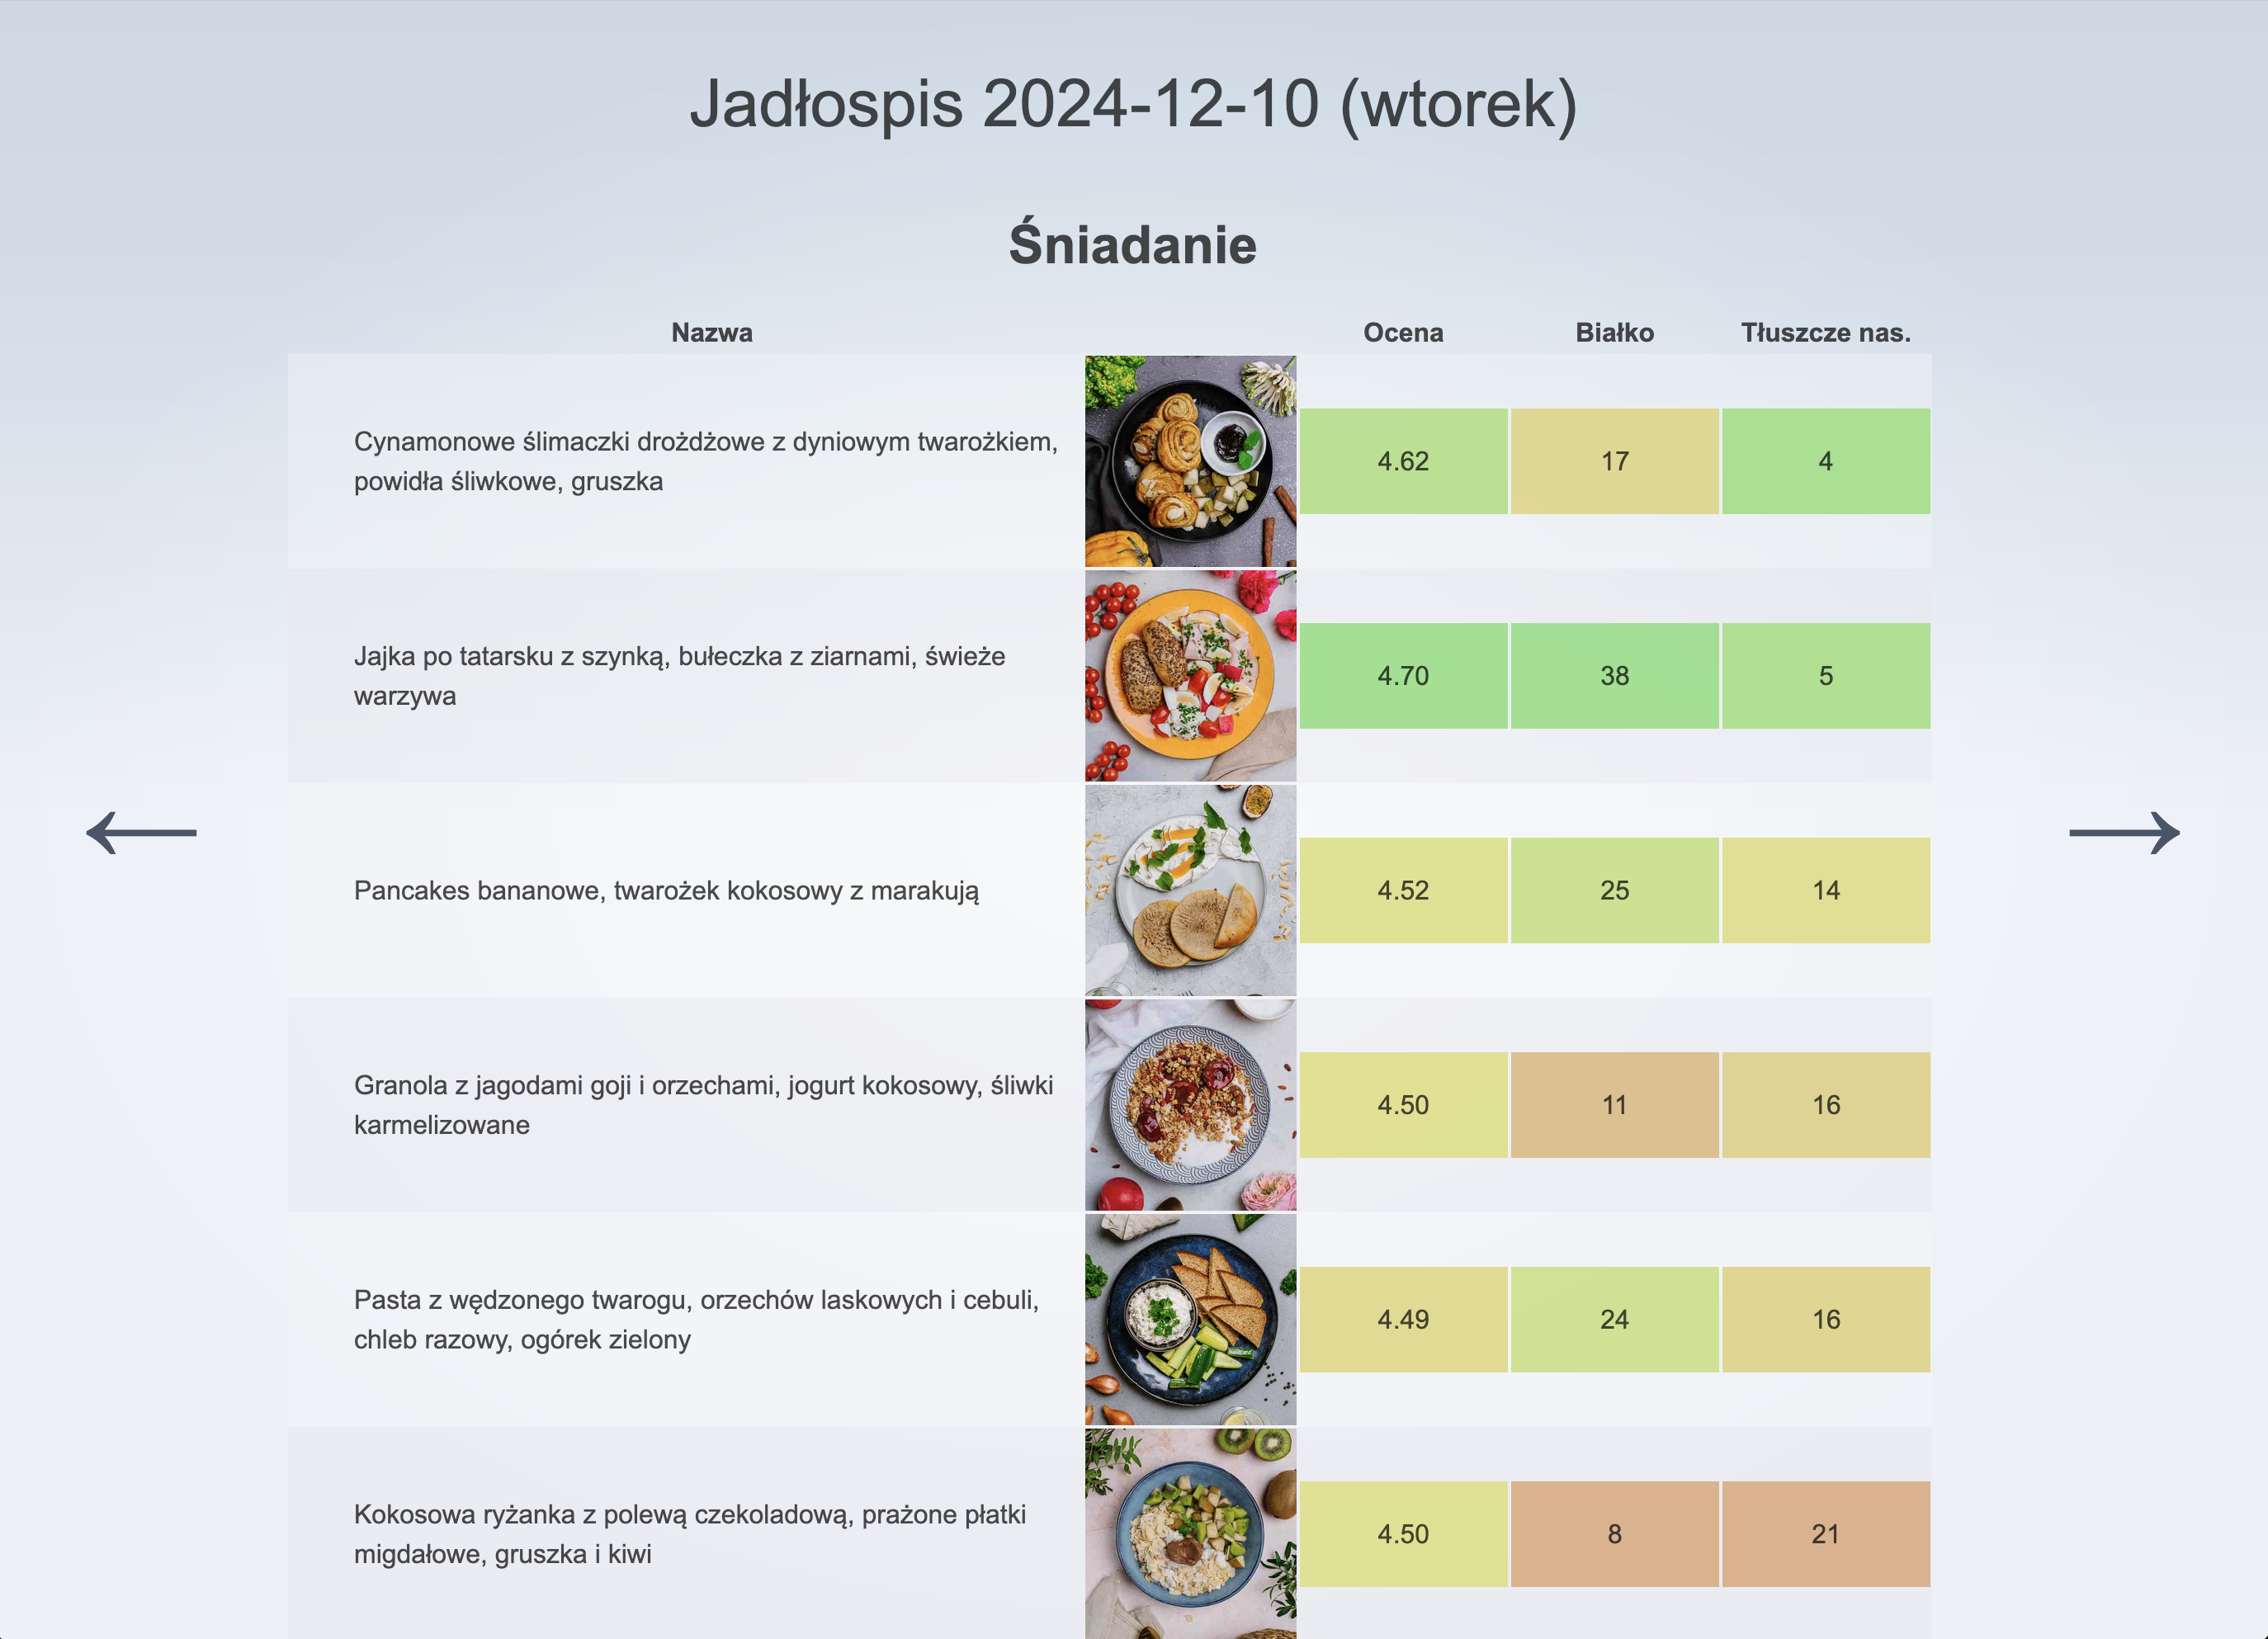 Jadłospis 2024-12-10 (wtorek)
Śniadanie
Nazwa Ocena Białko Tłuszcze nas.
Cynamonowe ślimaczki drożdżowe z dyniowym twarożkiem,
powidła śliwkowe, gruszka
4.62 17 4
Jajka po tatarsku z szynką, bułeczka z ziarnami, świeże
warzywa
4.70 38 5
Pancakes bananowe, twarożek kokosowy z marakują
4.52 25 14
Granola z jagodami goji i orzechami, jogurt kokosowy, śliwki
karmelizowane
4.50 11 16
Pasta z wędzonego twarogu, orzechów laskowych i cebuli,
chleb razowy, ogórek zielony
4.49 24 16
Kokosowa ryżanka z polewą czekoladową, prażone płatki
migdałowe, gruszka i kiwi
4.50 8 21